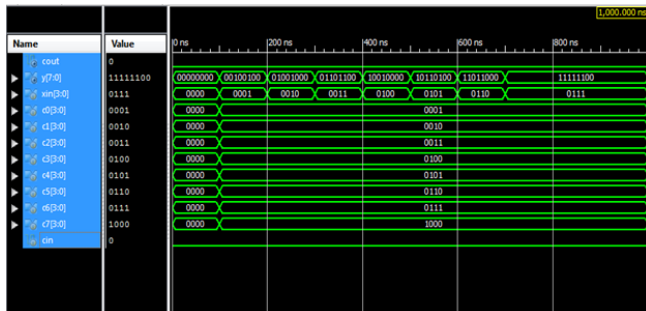 1,000.000 ns
Name Value 0 ns 200 ns 400 ns 600 ns 800 ns
cout 0
y[7:0] 11111100 00000000 00100100 01001000 01101100 10010000 10110100 11011000 11111100
xin[3:0] 0111 0000 0001 0010 0011 0100 0101 0110 0111
c0[3:0] 0001 0000 0001
c1[3:0] 0010 0000 0010
c2[3:0] 0011 0000 0011
c3[3:0] 0100 0000 0100
c4[3:0] 0101 0000 0101
c5[3:0] 0110 0000 0110
c6[3:0] 0111 0000 0111
c7[3:0] 1000 0000 1000
cin 0